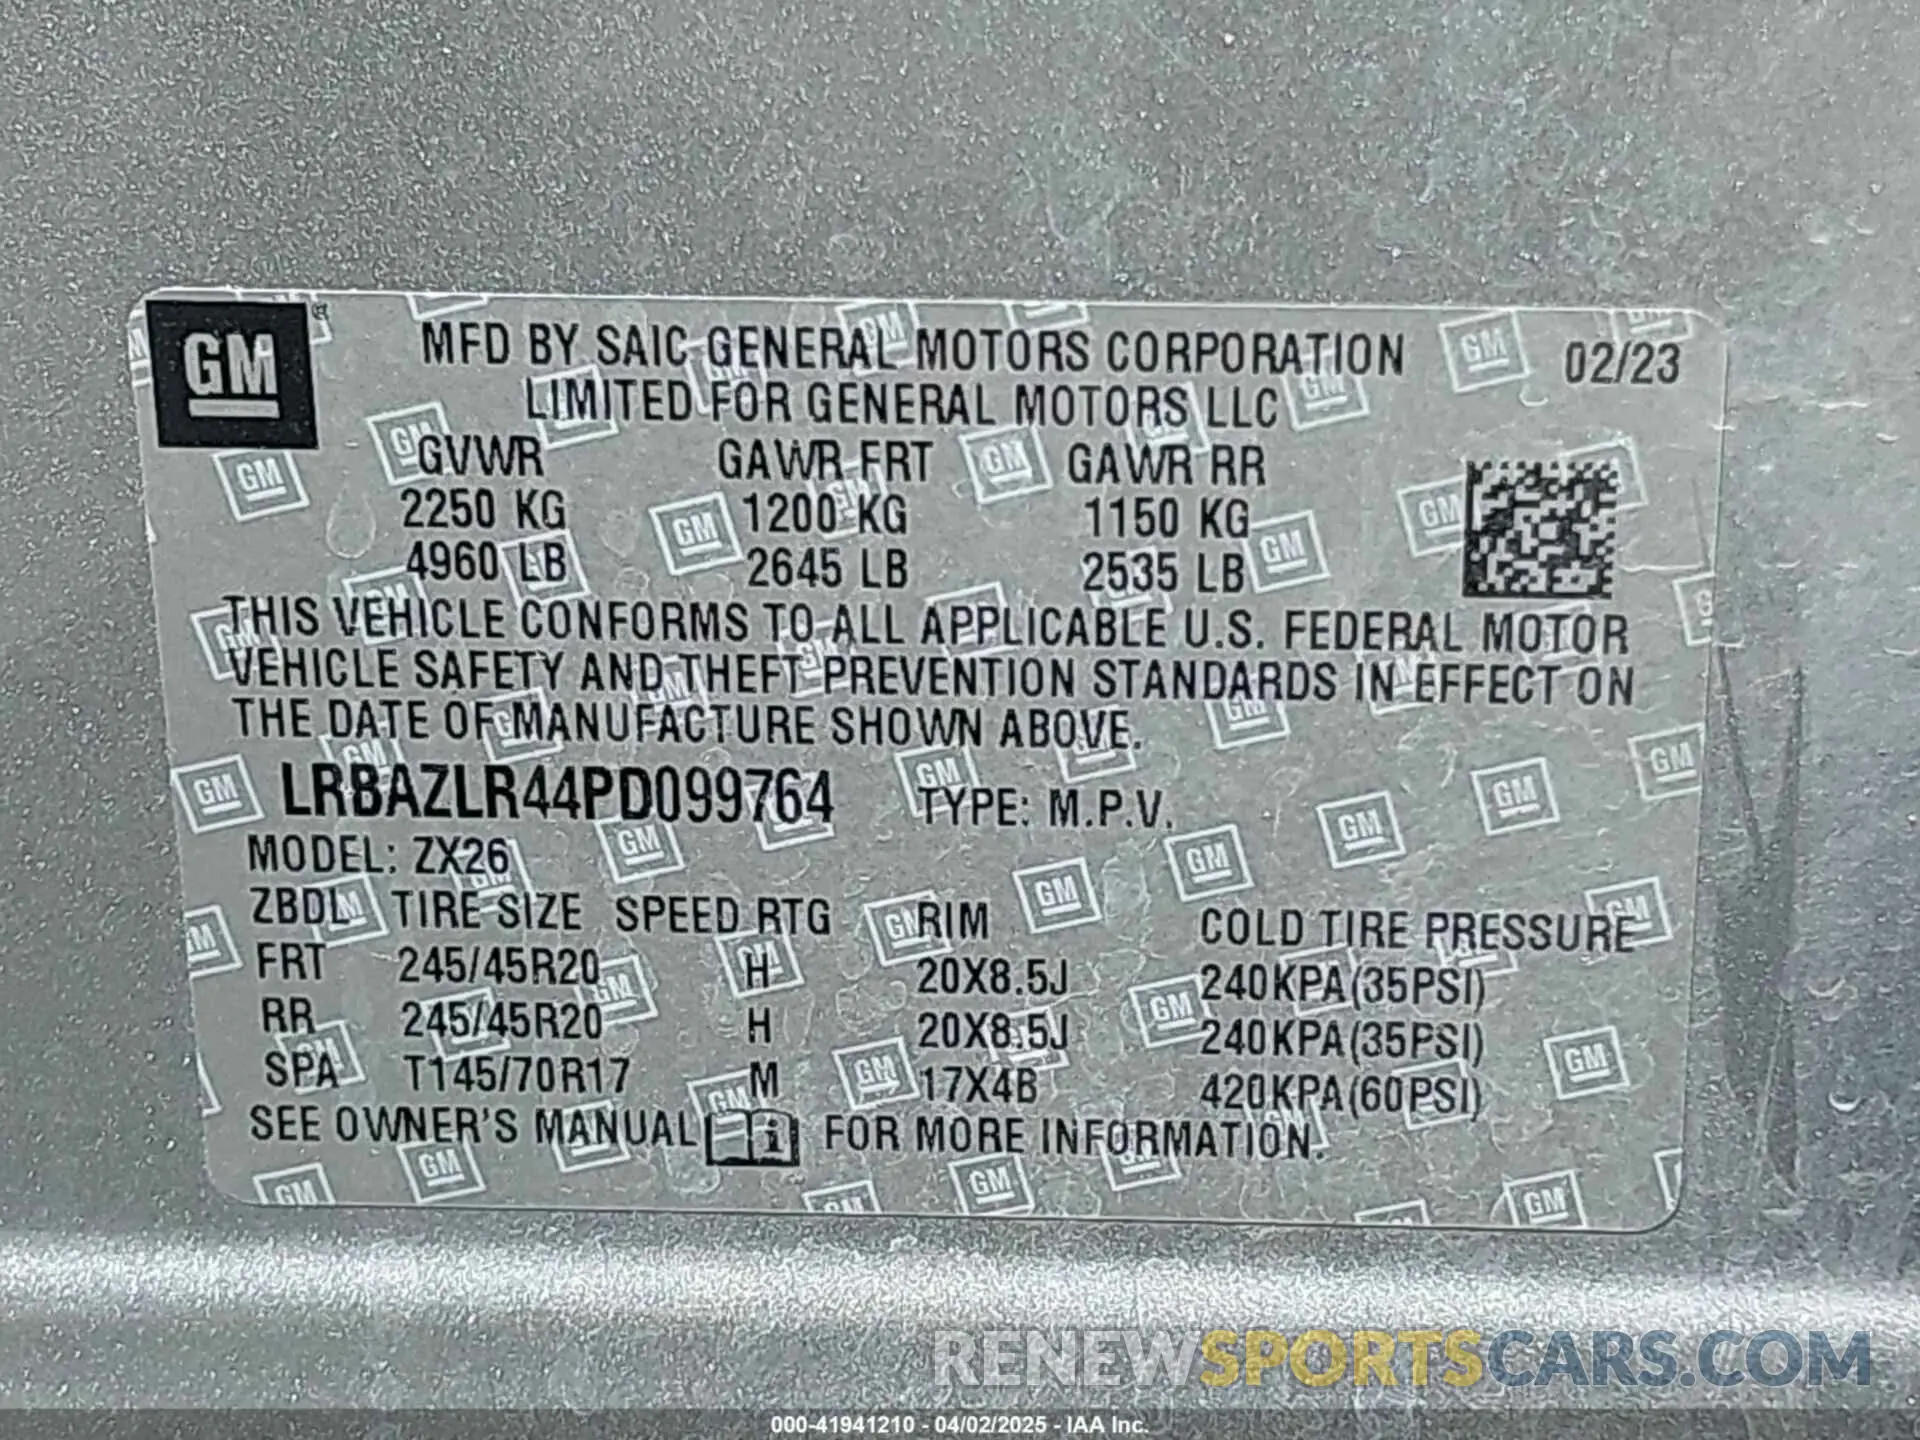 GM
MFD BY SAIC GENERAL MOTORS CORPORATION
02/23
LIMITED FOR GENERAL MOTORS LLC
GVWR GAWR FRT GAWR RR
2250 KG 1200 KG 1150 KG
4960 LB 2645 LB 2535 LB
THIS VEHICLE CONFORMS TO ALL APPLICABLE U.S. FEDERAL MOTOR
VEHICLE SAFETY AND THEFT PREVENTION STANDARDS IN EFFECT ON
THE DATE OF MANUFACTURE SHOWN ABOVE.
LRBAZLR44PD099764 TYPE: M.P.V.
MODEL: ZX26
ZBDL TIRE SIZE SPEED RTG RIM COLD TIRE PRESSURE
FRT 245/45R20 H 20X8.5J 240KPA(35PSI)
RR 245/45R20 H 20X8.5J 240KPA(35PSI)
SPA T145/70R17 M 17X4B 420KPA(60PSI)
SEE OWNER'S MANUAL i FOR MORE INFORMATION.
RENEWSPORTSCARS.COM
000-41941210 - 04/02/2025 - IAA Inc.